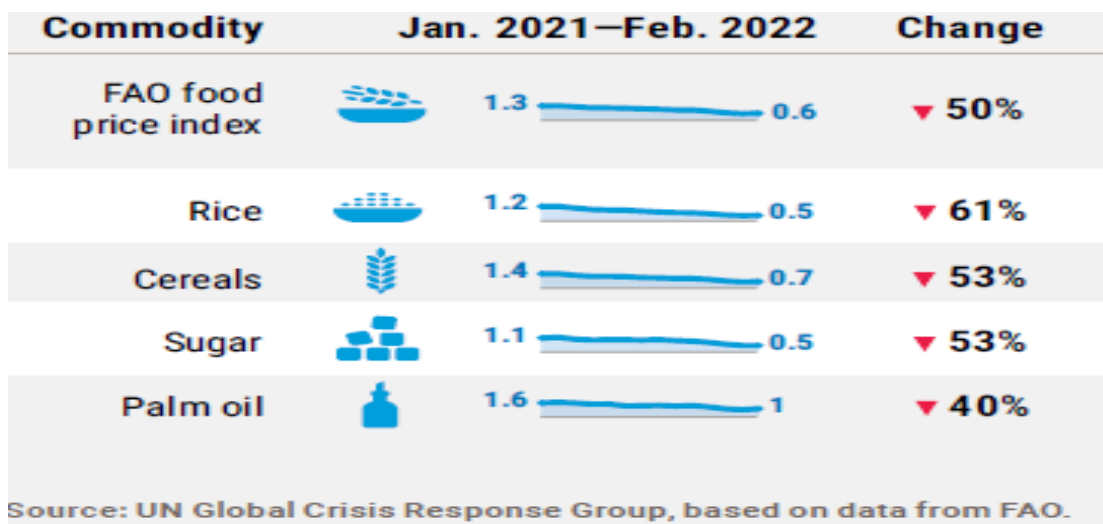 Commodity Jan. 2021—Feb. 2022 Change
FAO food
price index 1.3 0.6 ▼ 50%
Rice 1.2 0.5 ▼ 61%
Cereals 1.4 0.7 ▼ 53%
Sugar 1.1 0.5 ▼ 53%
Palm oil 1.6 1 ▼ 40%
Source: UN Global Crisis Response Group, based on data from FAO.